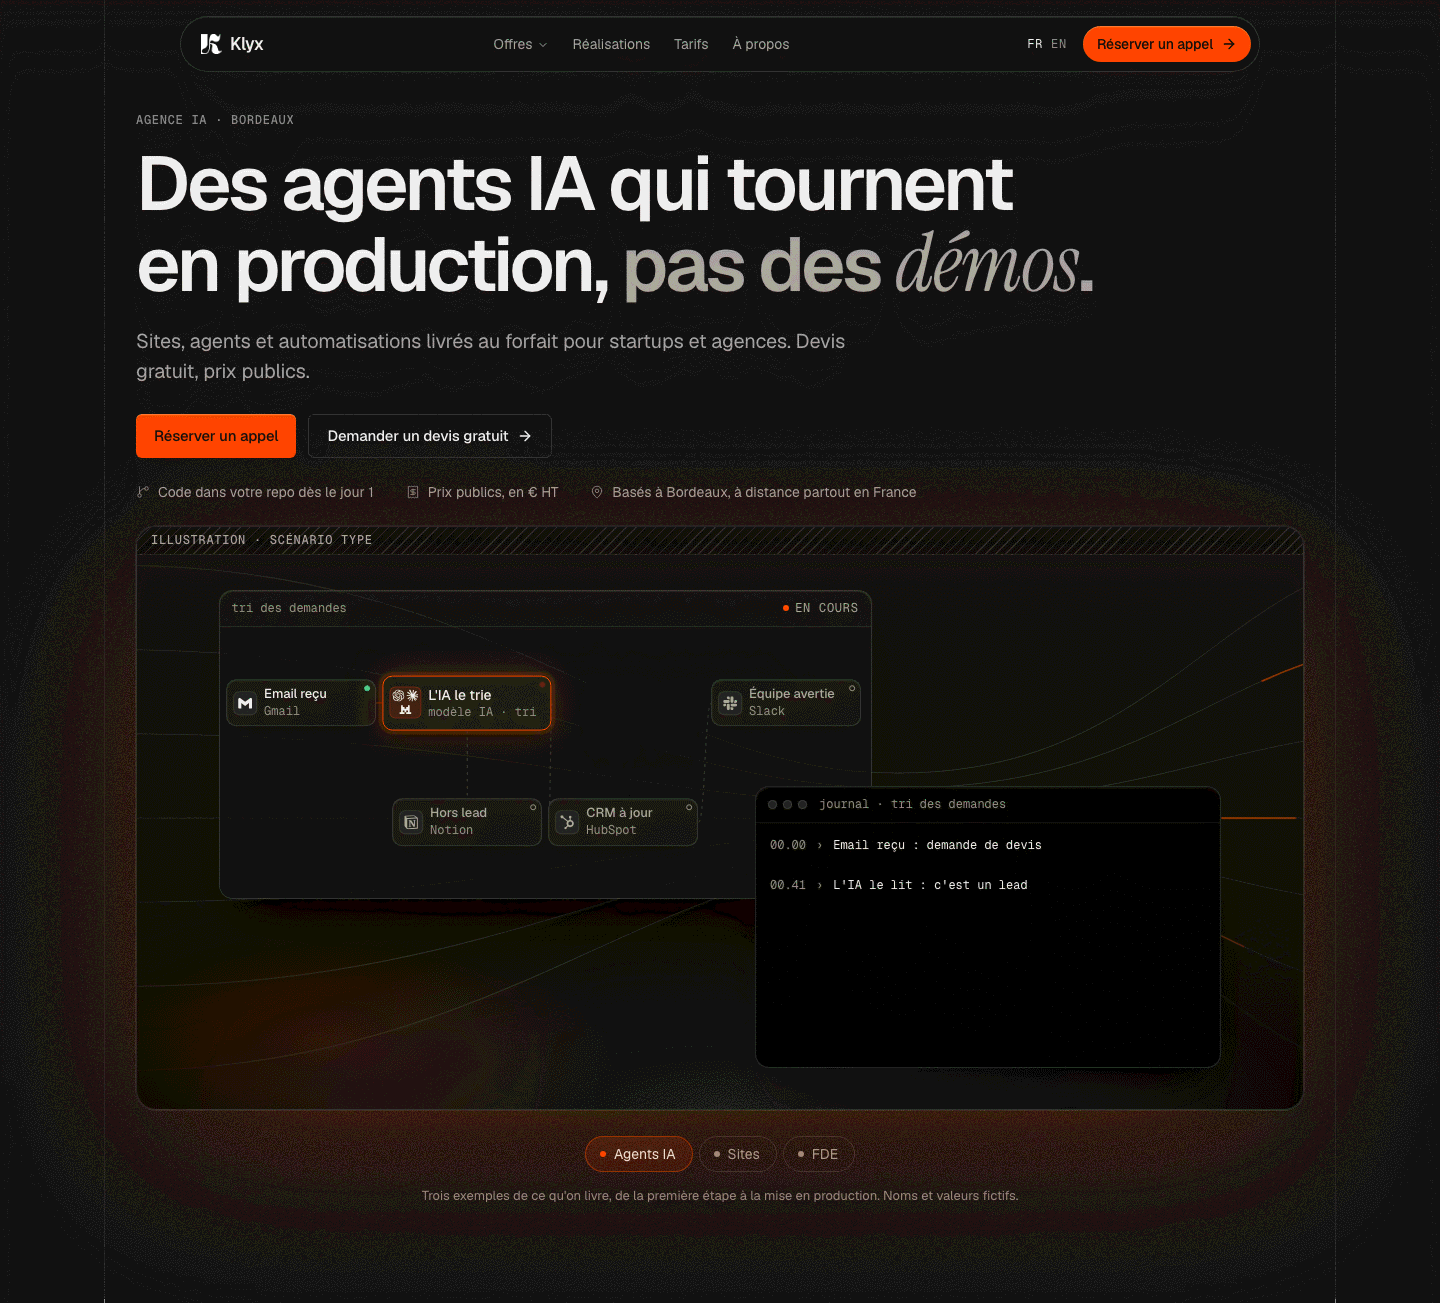 Klyx
Offres
Réalisations
Tarifs
À propos
FR EN
Réserver un appel
AGENCE IA · BORDEAUX
Des agents IA qui tournent
en production, pas des démos.
Sites, agents et automatisations livrés au forfait pour startups et agences. Devis
gratuit, prix publics.
Réserver un appel
Demander un devis gratuit
Code dans votre repo dès le jour 1
Prix publics, en € HT
Basés à Bordeaux, à distance partout en France
ILLUSTRATION · SCÉNARIO TYPE
tri des demandes
EN COURS
Email reçu
Gmail
L'IA le trie
modèle IA · tri
Équipe avertie
Slack
Hors lead
Notion
CRM à jour
HubSpot
journal · tri des demandes
00.00 › Email reçu : demande de devis
00.41 › L'IA le lit : c'est un lead
Agents IA
Sites
FDE
Trois exemples de ce qu'on livre, de la première étape à la mise en production. Noms et valeurs fictifs.